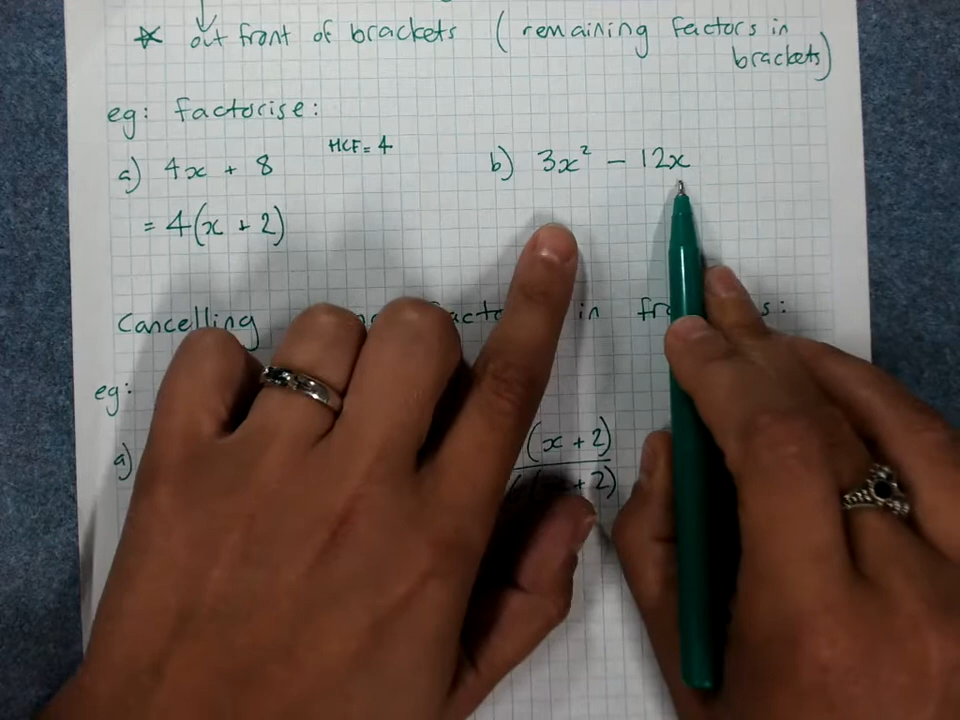 * out front of brackets ( remaining factors in
brackets)
eg: factorise:
a) 4x + 8 HCF = 4 b) 3x² - 12x
= 4(x + 2)
Cancelling in
eg:
a) (x + 2)
+ 2)